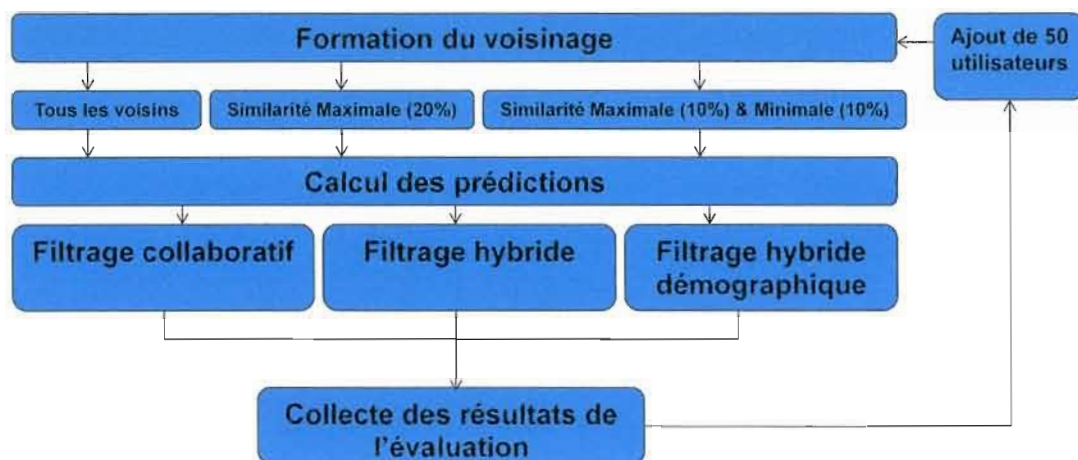 Formation du voisinage
Ajout de 50
utilisateurs
Tous les voisins
Similarité Maximale (20%)
Similarité Maximale (10%) & Minimale (10%)
Calcul des prédictions
Filtrage collaboratif
Filtrage hybride
Filtrage hybride
démographique
Collecte des résultats de
l'évaluation